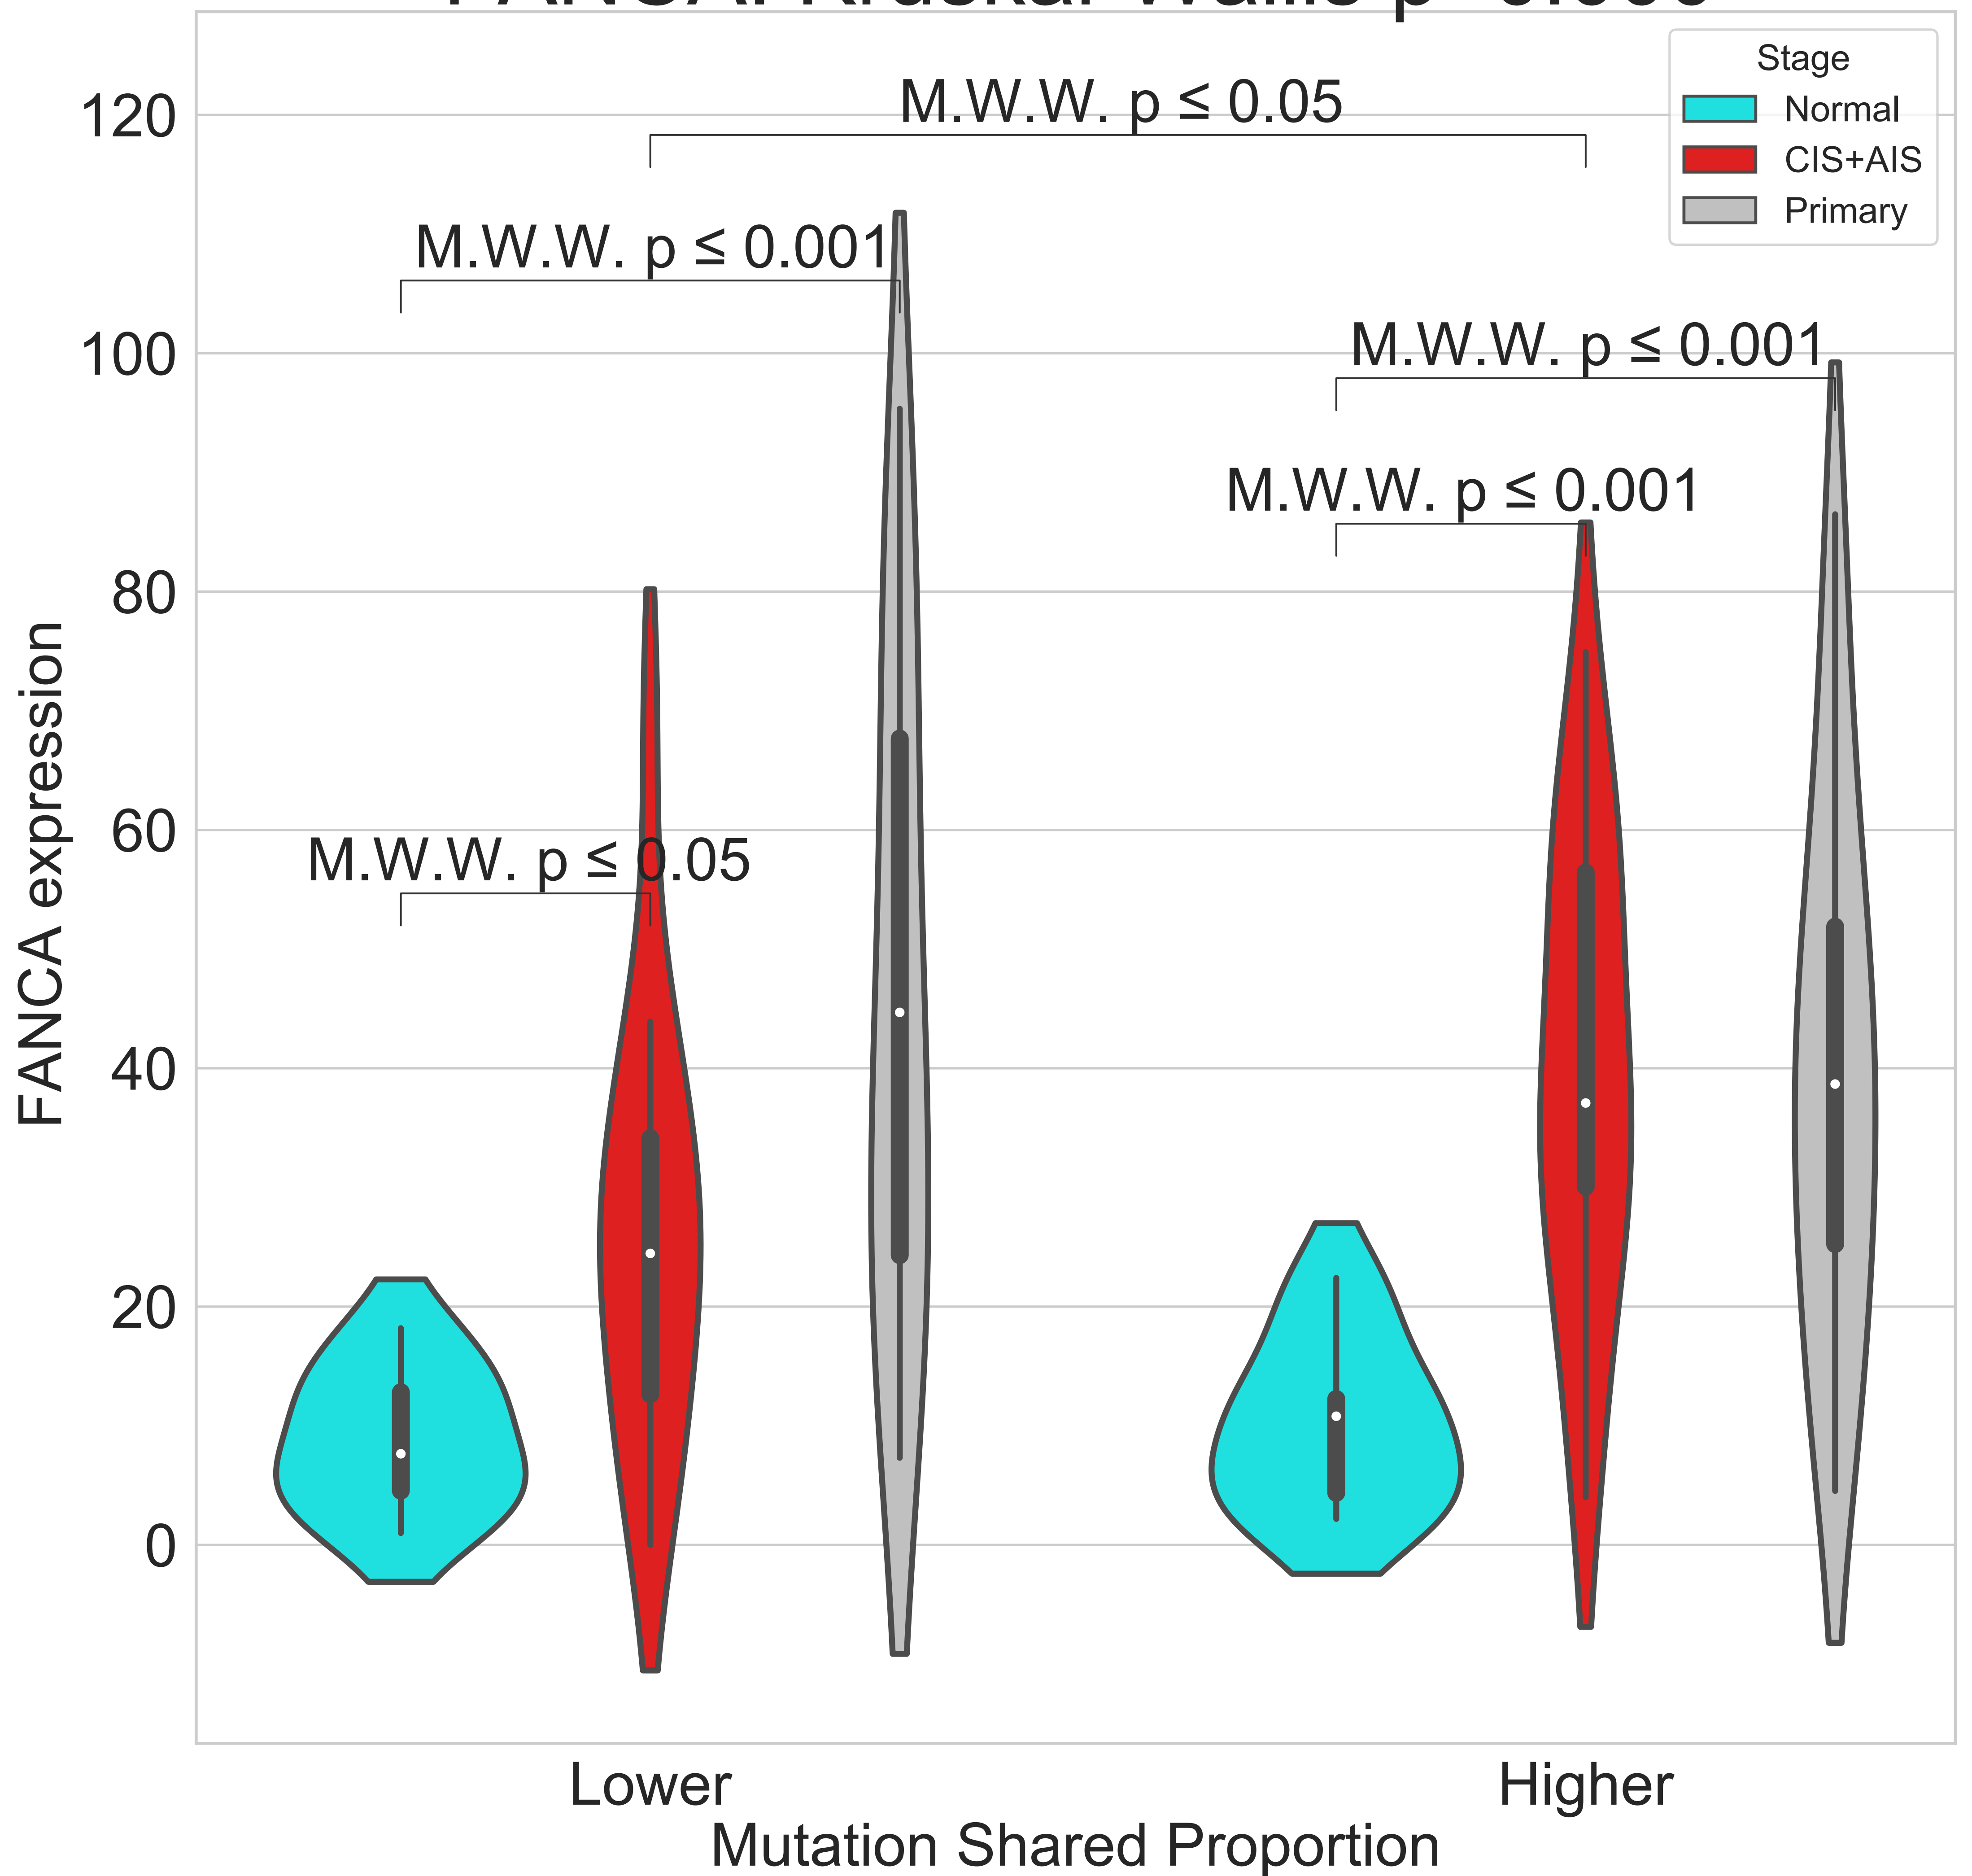 Stage
Normal
CIS+AIS
Primary
M.W.W. p ≤ 0.05
M.W.W. p ≤ 0.001
M.W.W. p ≤ 0.001
M.W.W. p ≤ 0.001
M.W.W. p ≤ 0.05
120
100
80
60
40
20
0
FANCA expression
Lower
Higher
Mutation Shared Proportion